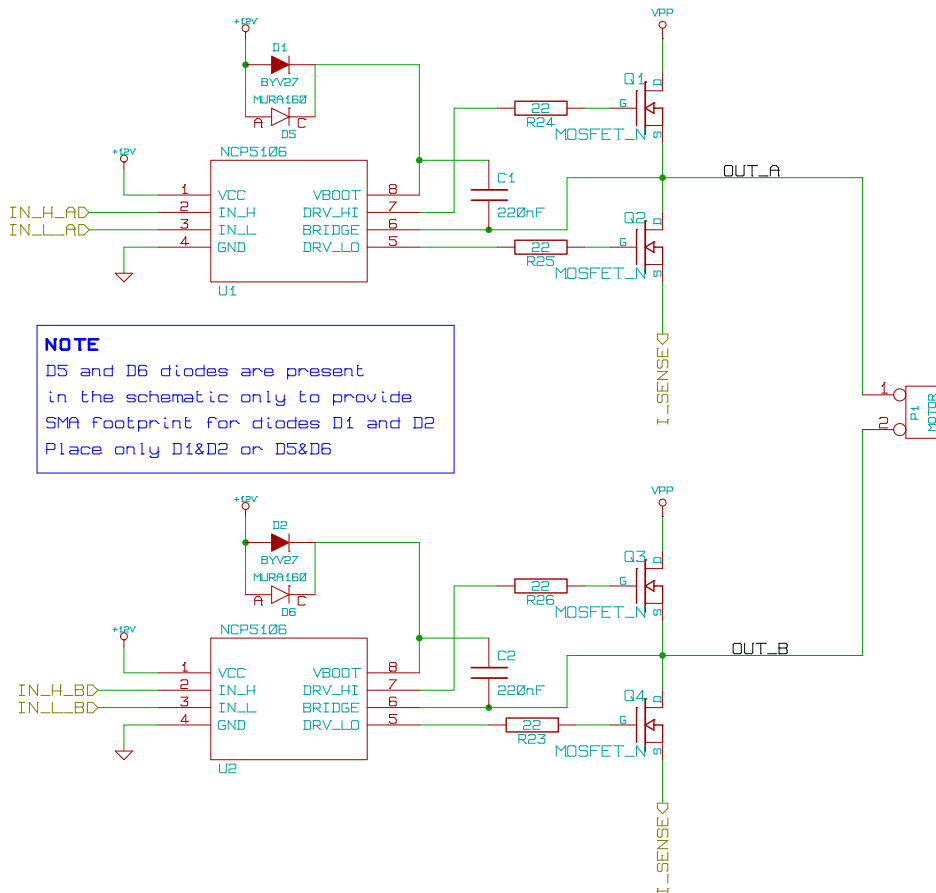 +12V
D1
BYV27
MURA160
A C
D5
+12V
NCP5106
1 VCC
2 IN_H
3 IN_L
4 GND
VBOOT 8
DRV_HI 7
BRIDGE 6
DRV_LO 5
U1
IN_H_A
IN_L_A
C1
220nF
22
R24
22
R25
VPP
Q1
D
G
S
MOSFET_N
OUT_A
Q2
D
G
S
MOSFET_N
I_SENSE
NOTE
D5 and D6 diodes are present
in the schematic only to provide
SMA footprint for diodes D1 and D2
Place only D1&D2 or D5&D6
1
2
P1
MOTOR
+12V
D2
BYV27
MURA160
A C
D6
+12V
NCP5106
1 VCC
2 IN_H
3 IN_L
4 GND
VBOOT 8
DRV_HI 7
BRIDGE 6
DRV_LO 5
U2
IN_H_B
IN_L_B
C2
220nF
22
R26
22
R23
VPP
Q3
D
G
S
MOSFET_N
OUT_B
Q4
D
G
S
MOSFET_N
I_SENSE